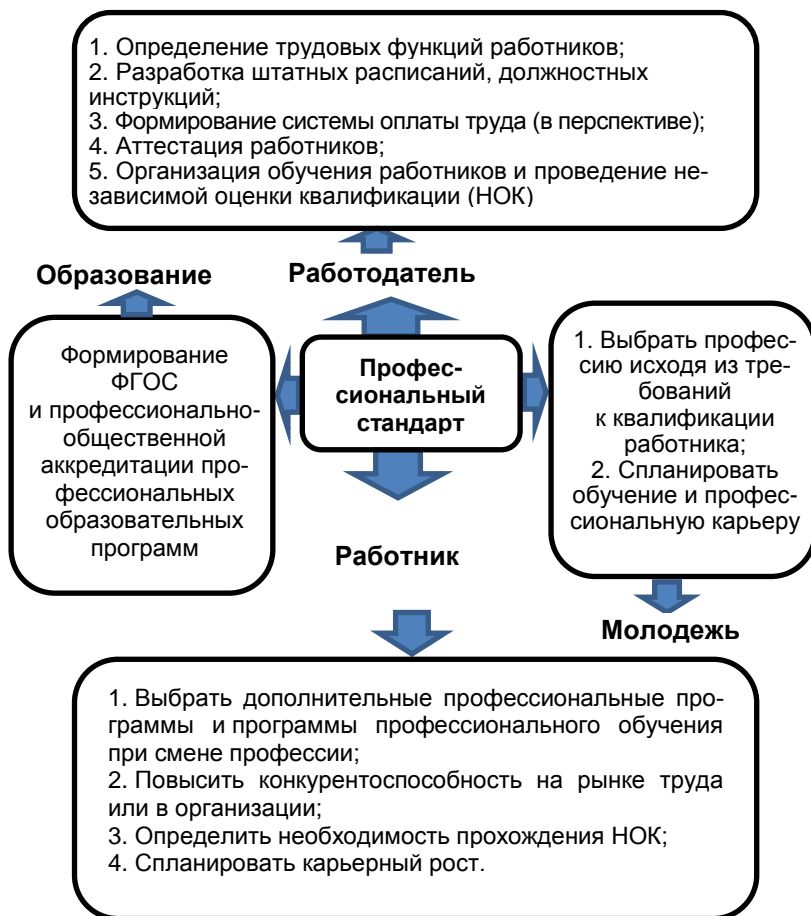 1. Определение трудовых функций работников;
2. Разработка штатных расписаний, должностных
инструкций;
3. Формирование системы оплаты труда (в перспективе);
4. Аттестация работников;
5. Организация обучения работников и проведение не-
зависимой оценки квалификации (НОК)
Образование
Работодатель
Формирование
ФГОС
и профессионально-
общественной
аккредитации про-
фессиональных
образовательных
программ
Профес-
сиональный
стандарт
1. Выбрать профес-
сию исходя из тре-
бований
к квалификации
работника;
2. Спланировать
обучение и профес-
сиональную карьеру
Работник
Молодежь
1. Выбрать дополнительные профессиональные про-
граммы и программы профессионального обучения
при смене профессии;
2. Повысить конкурентоспособность на рынке труда
или в организации;
3. Определить необходимость прохождения НОК;
4. Спланировать карьерный рост.